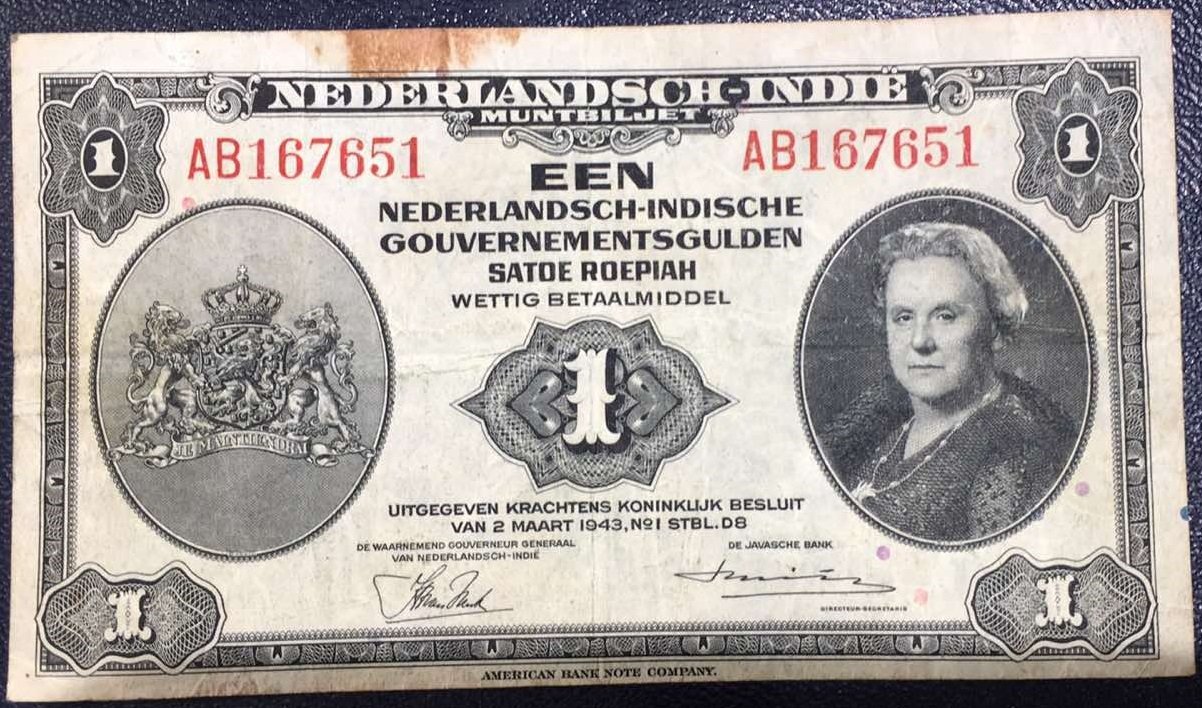 NEDERLANDSCH-INDIË
MUNTBILJET
1
1
AB167651
AB167651
EEN
NEDERLANDSCH-INDISCHE
GOUVERNEMENTSGULDEN
SATOE ROEPIAH
WETTIG BETAALMIDDEL
1
JE MAINTIENDRAI
UITGEGEVEN KRACHTENS KONINKLIJK BESLUIT
VAN 2 MAART 1943, No1 STBL. D8
DE WAARNEMEND GOUVERNEUR GENERAAL
VAN NEDERLANDSCH-INDIË
DE JAVASCHE BANK
DIRECTEUR-SECRETARIS
1
1
AMERICAN BANK NOTE COMPANY.